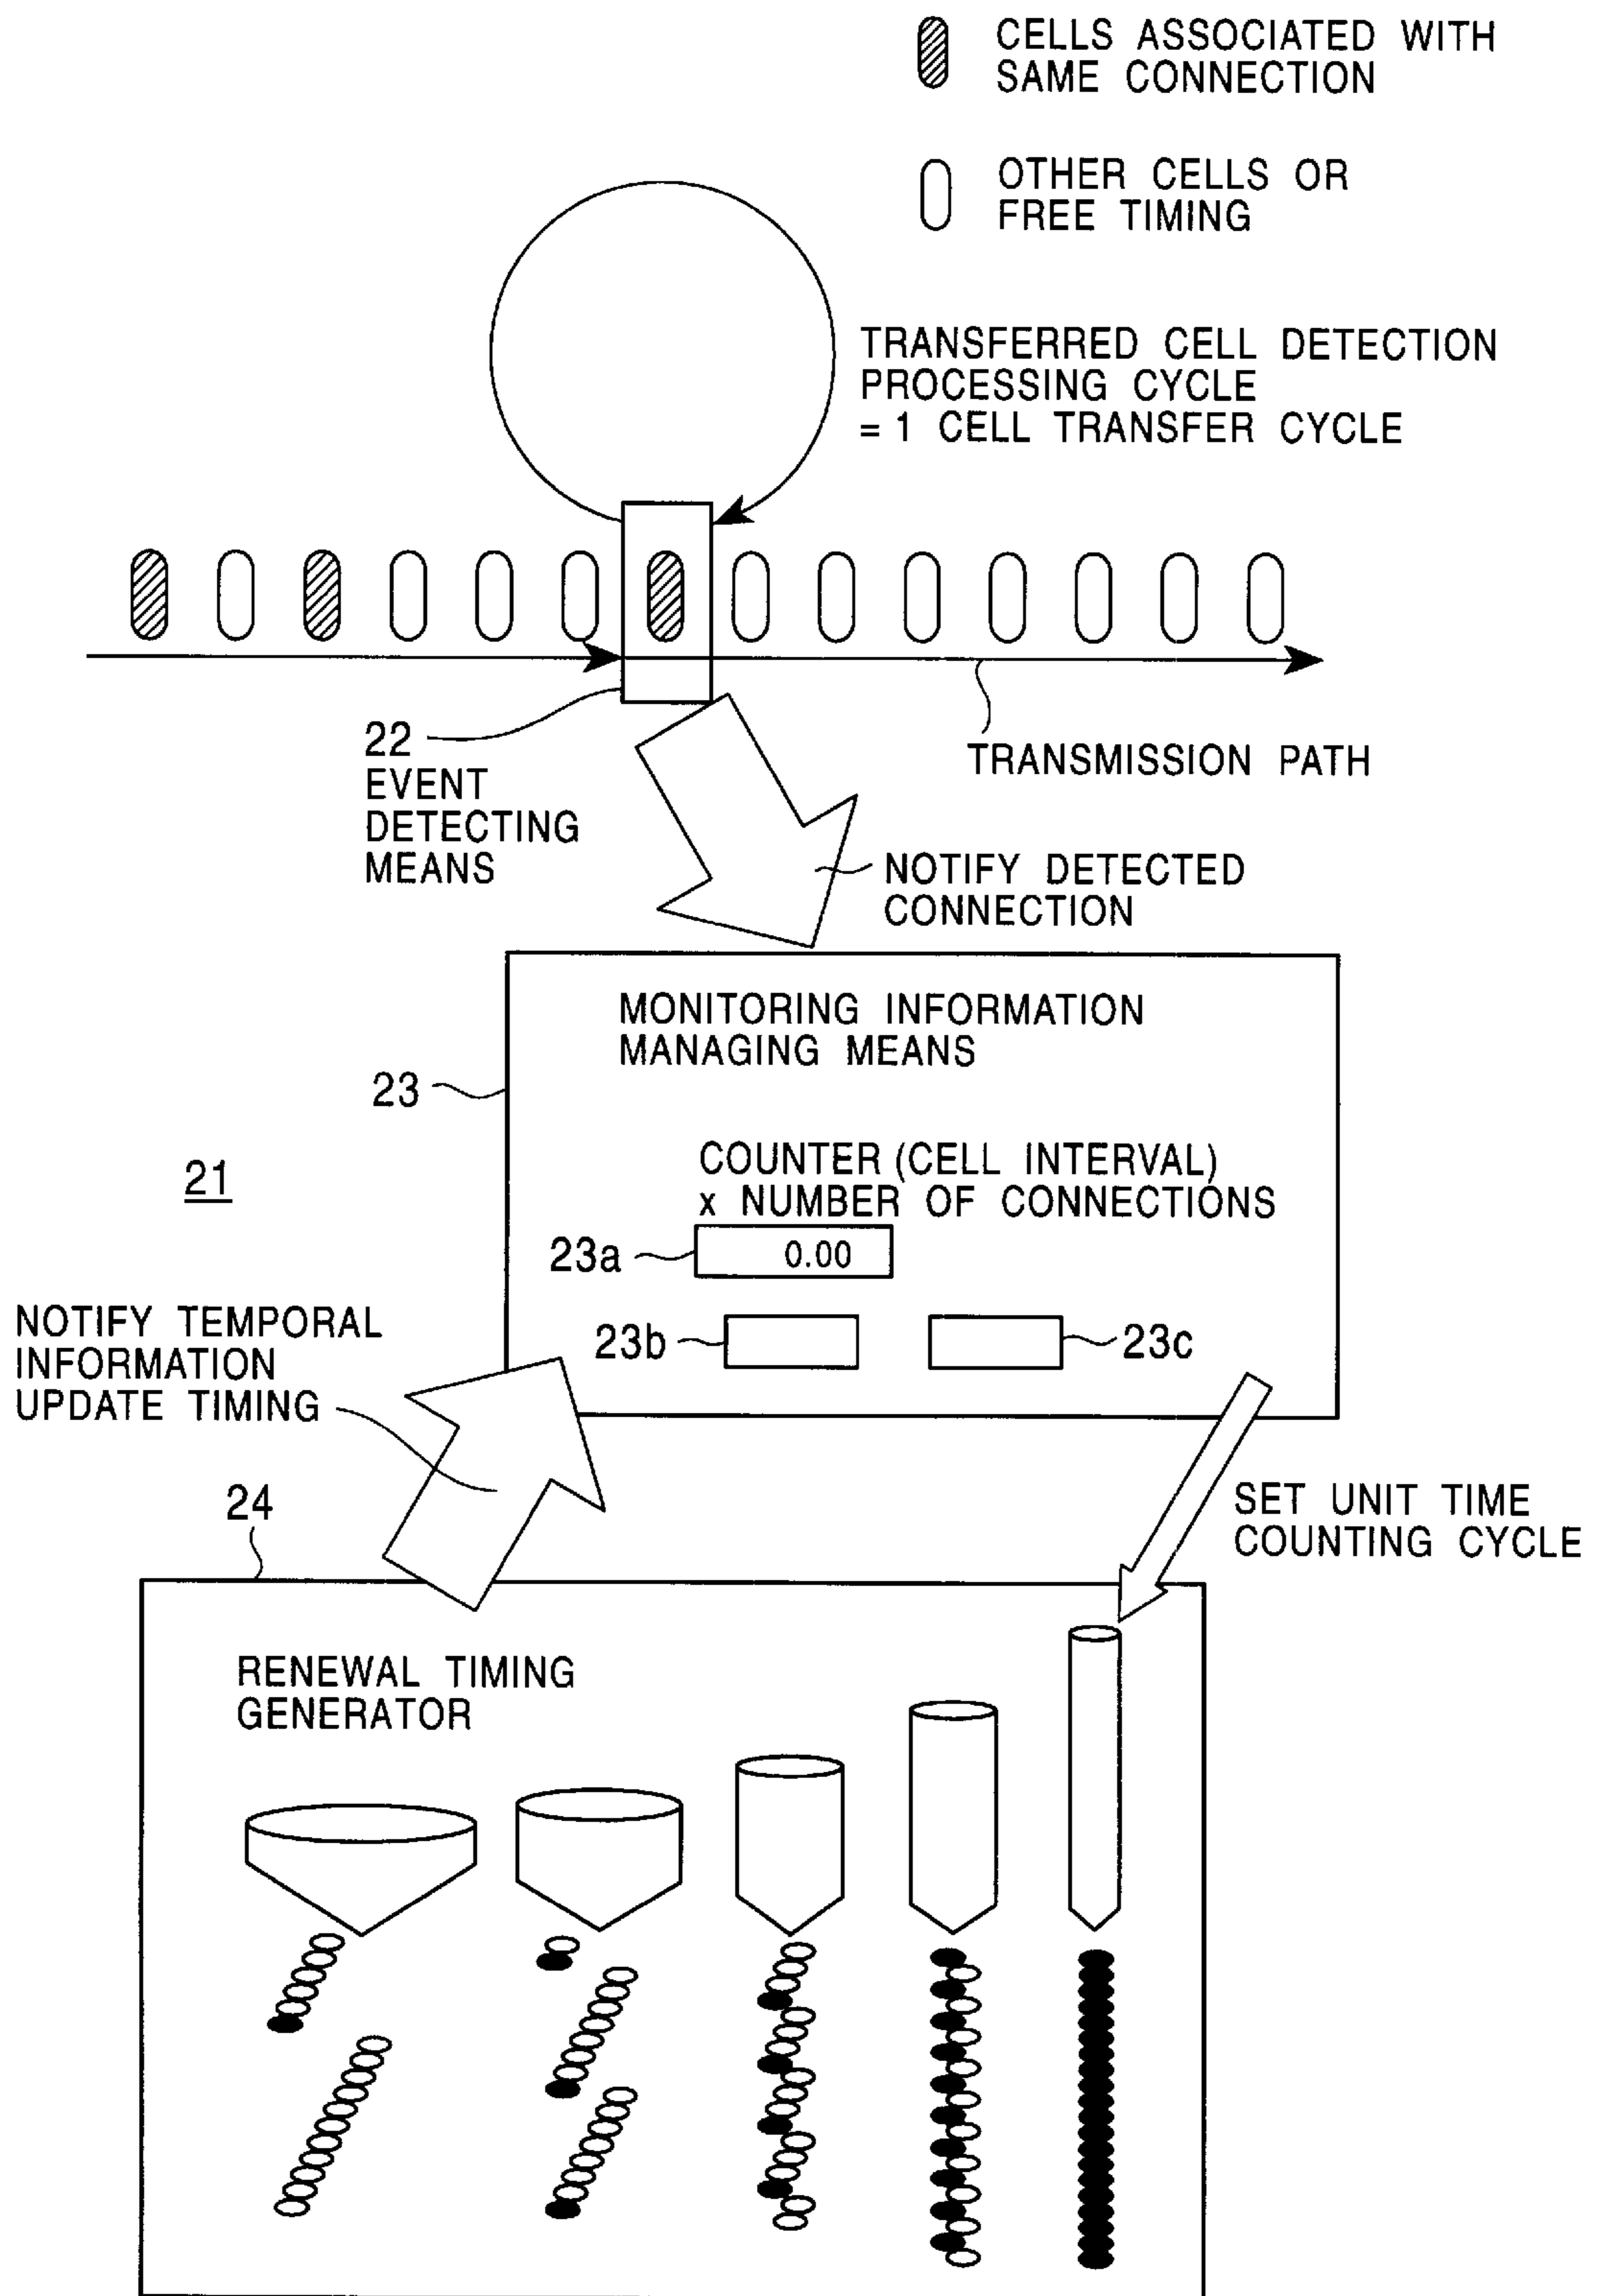 CELLS ASSOCIATED WITH
SAME CONNECTION
OTHER CELLS OR
FREE TIMING
TRANSFERRED CELL DETECTION
PROCESSING CYCLE
= 1 CELL TRANSFER CYCLE
22
EVENT
DETECTING
MEANS
TRANSMISSION PATH
NOTIFY DETECTED
CONNECTION
MONITORING INFORMATION
MANAGING MEANS
23
COUNTER (CELL INTERVAL)
x NUMBER OF CONNECTIONS
21
23a
0.00
23b
23c
NOTIFY TEMPORAL
INFORMATION
UPDATE TIMING
24
SET UNIT TIME
COUNTING CYCLE
RENEWAL TIMING
GENERATOR